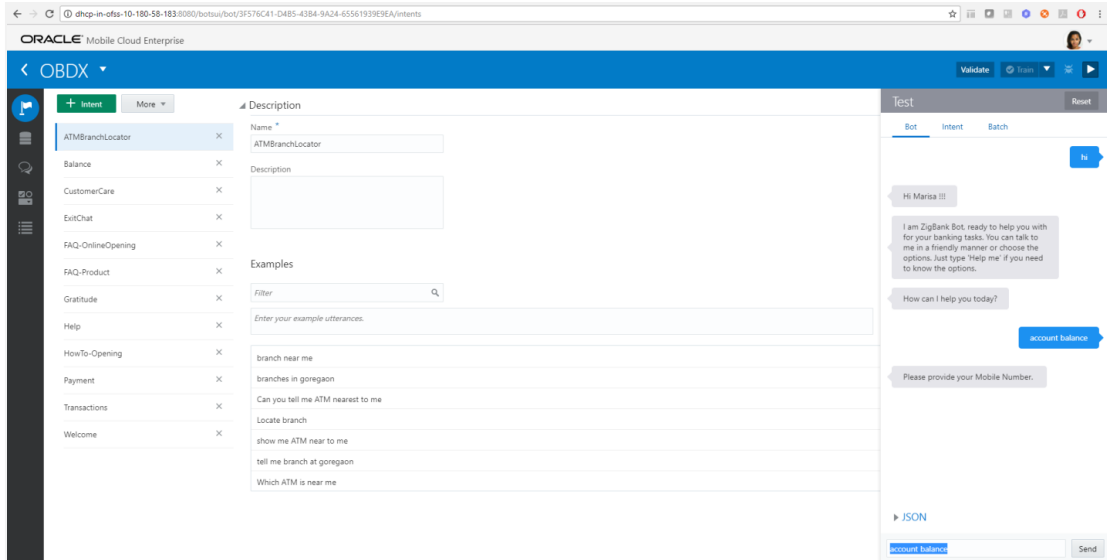 dhcp-in-ofss-10-180-58-183:8080/botsui/bot/3F576C41-D4B5-43B4-9A24-65561939E9EA/intents
ORACLE Mobile Cloud Enterprise
OBDX
Validate
Train
+ Intent
More
ATMBranchLocator
Balance
CustomerCare
ExitChat
FAQ-OnlineOpening
FAQ-Product
Gratitude
Help
HowTo-Opening
Payment
Transactions
Welcome
Description
Name *
ATMBranchLocator
Description
Examples
Filter
Enter your example utterances.
branch near me
branches in goregaon
Can you tell me ATM nearest to me
Locate branch
show me ATM near to me
tell me branch at goregaon
Which ATM is near me
Test
Reset
Bot Intent Batch
hi
Hi Marisa !!!
I am ZigBank Bot, ready to help you with
for your banking tasks. You can talk to
me in a friendly manner or choose the
options. Just type 'Help me' if you need
to know the options.
How can I help you today?
account balance
Please provide your Mobile Number.
JSON
account balance
Send